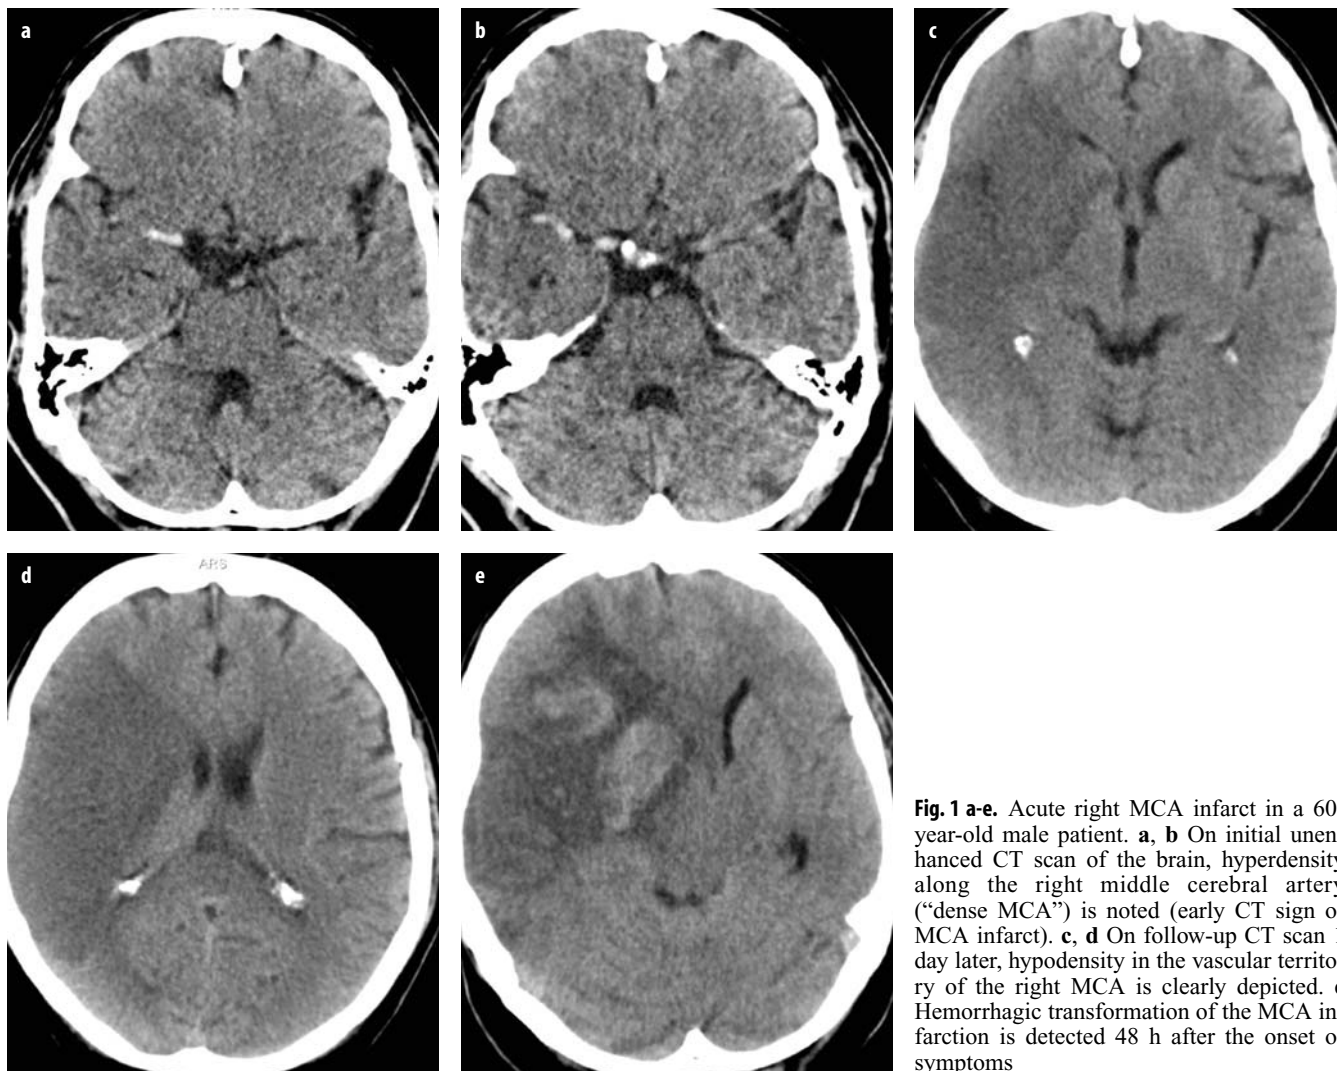 a
b
c
d
ARS
e
Fig. 1 a-e. Acute right MCA infarct in a 60
year-old male patient. a, b On initial unen
hanced CT scan of the brain, hyperdensity
along the right middle cerebral artery
(“dense MCA”) is noted (early CT sign o
MCA infarct). c, d On follow-up CT scan
day later, hypodensity in the vascular territo
ry of the right MCA is clearly depicted.
Hemorrhagic transformation of the MCA in
farction is detected 48 h after the onset o
symptoms